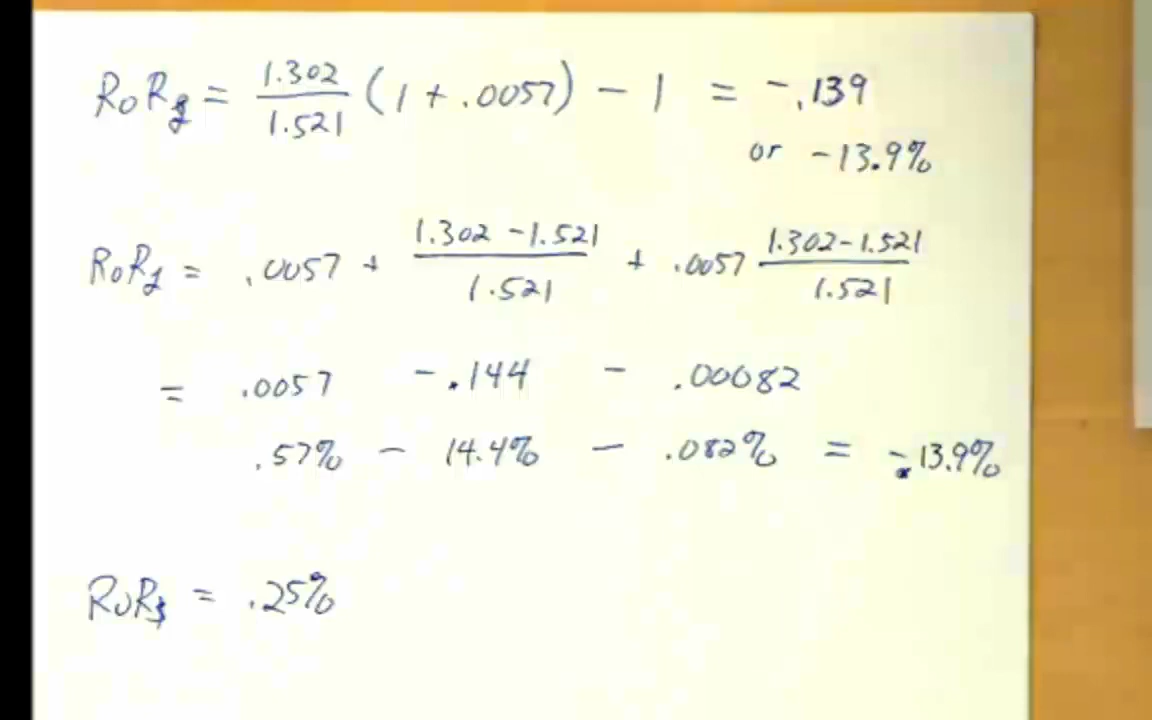 RoR£ = 1.302/1.521 (1 + .0057) - 1 = -.139
or -13.9%
RoR£ = .0057 + (1.302 - 1.521)/1.521 + .0057 (1.302-1.521)/1.521
= .0057 -.144 - .00082
.57% - 14.4% - .082% = -.13.9%
RoR$ = .25%